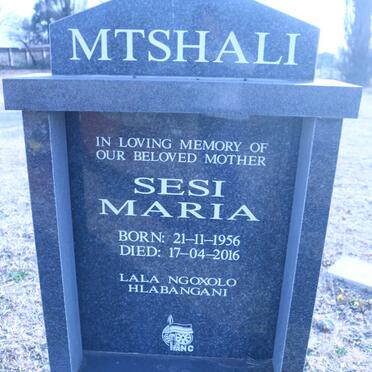 MTSHALI
IN LOVING MEMORY OF
OUR BELOVED MOTHER
SESI
MARIA
BORN: 21-11-1956
DIED: 17-04-2016
LALA NGOXOLO
HLABANGANI
ANC